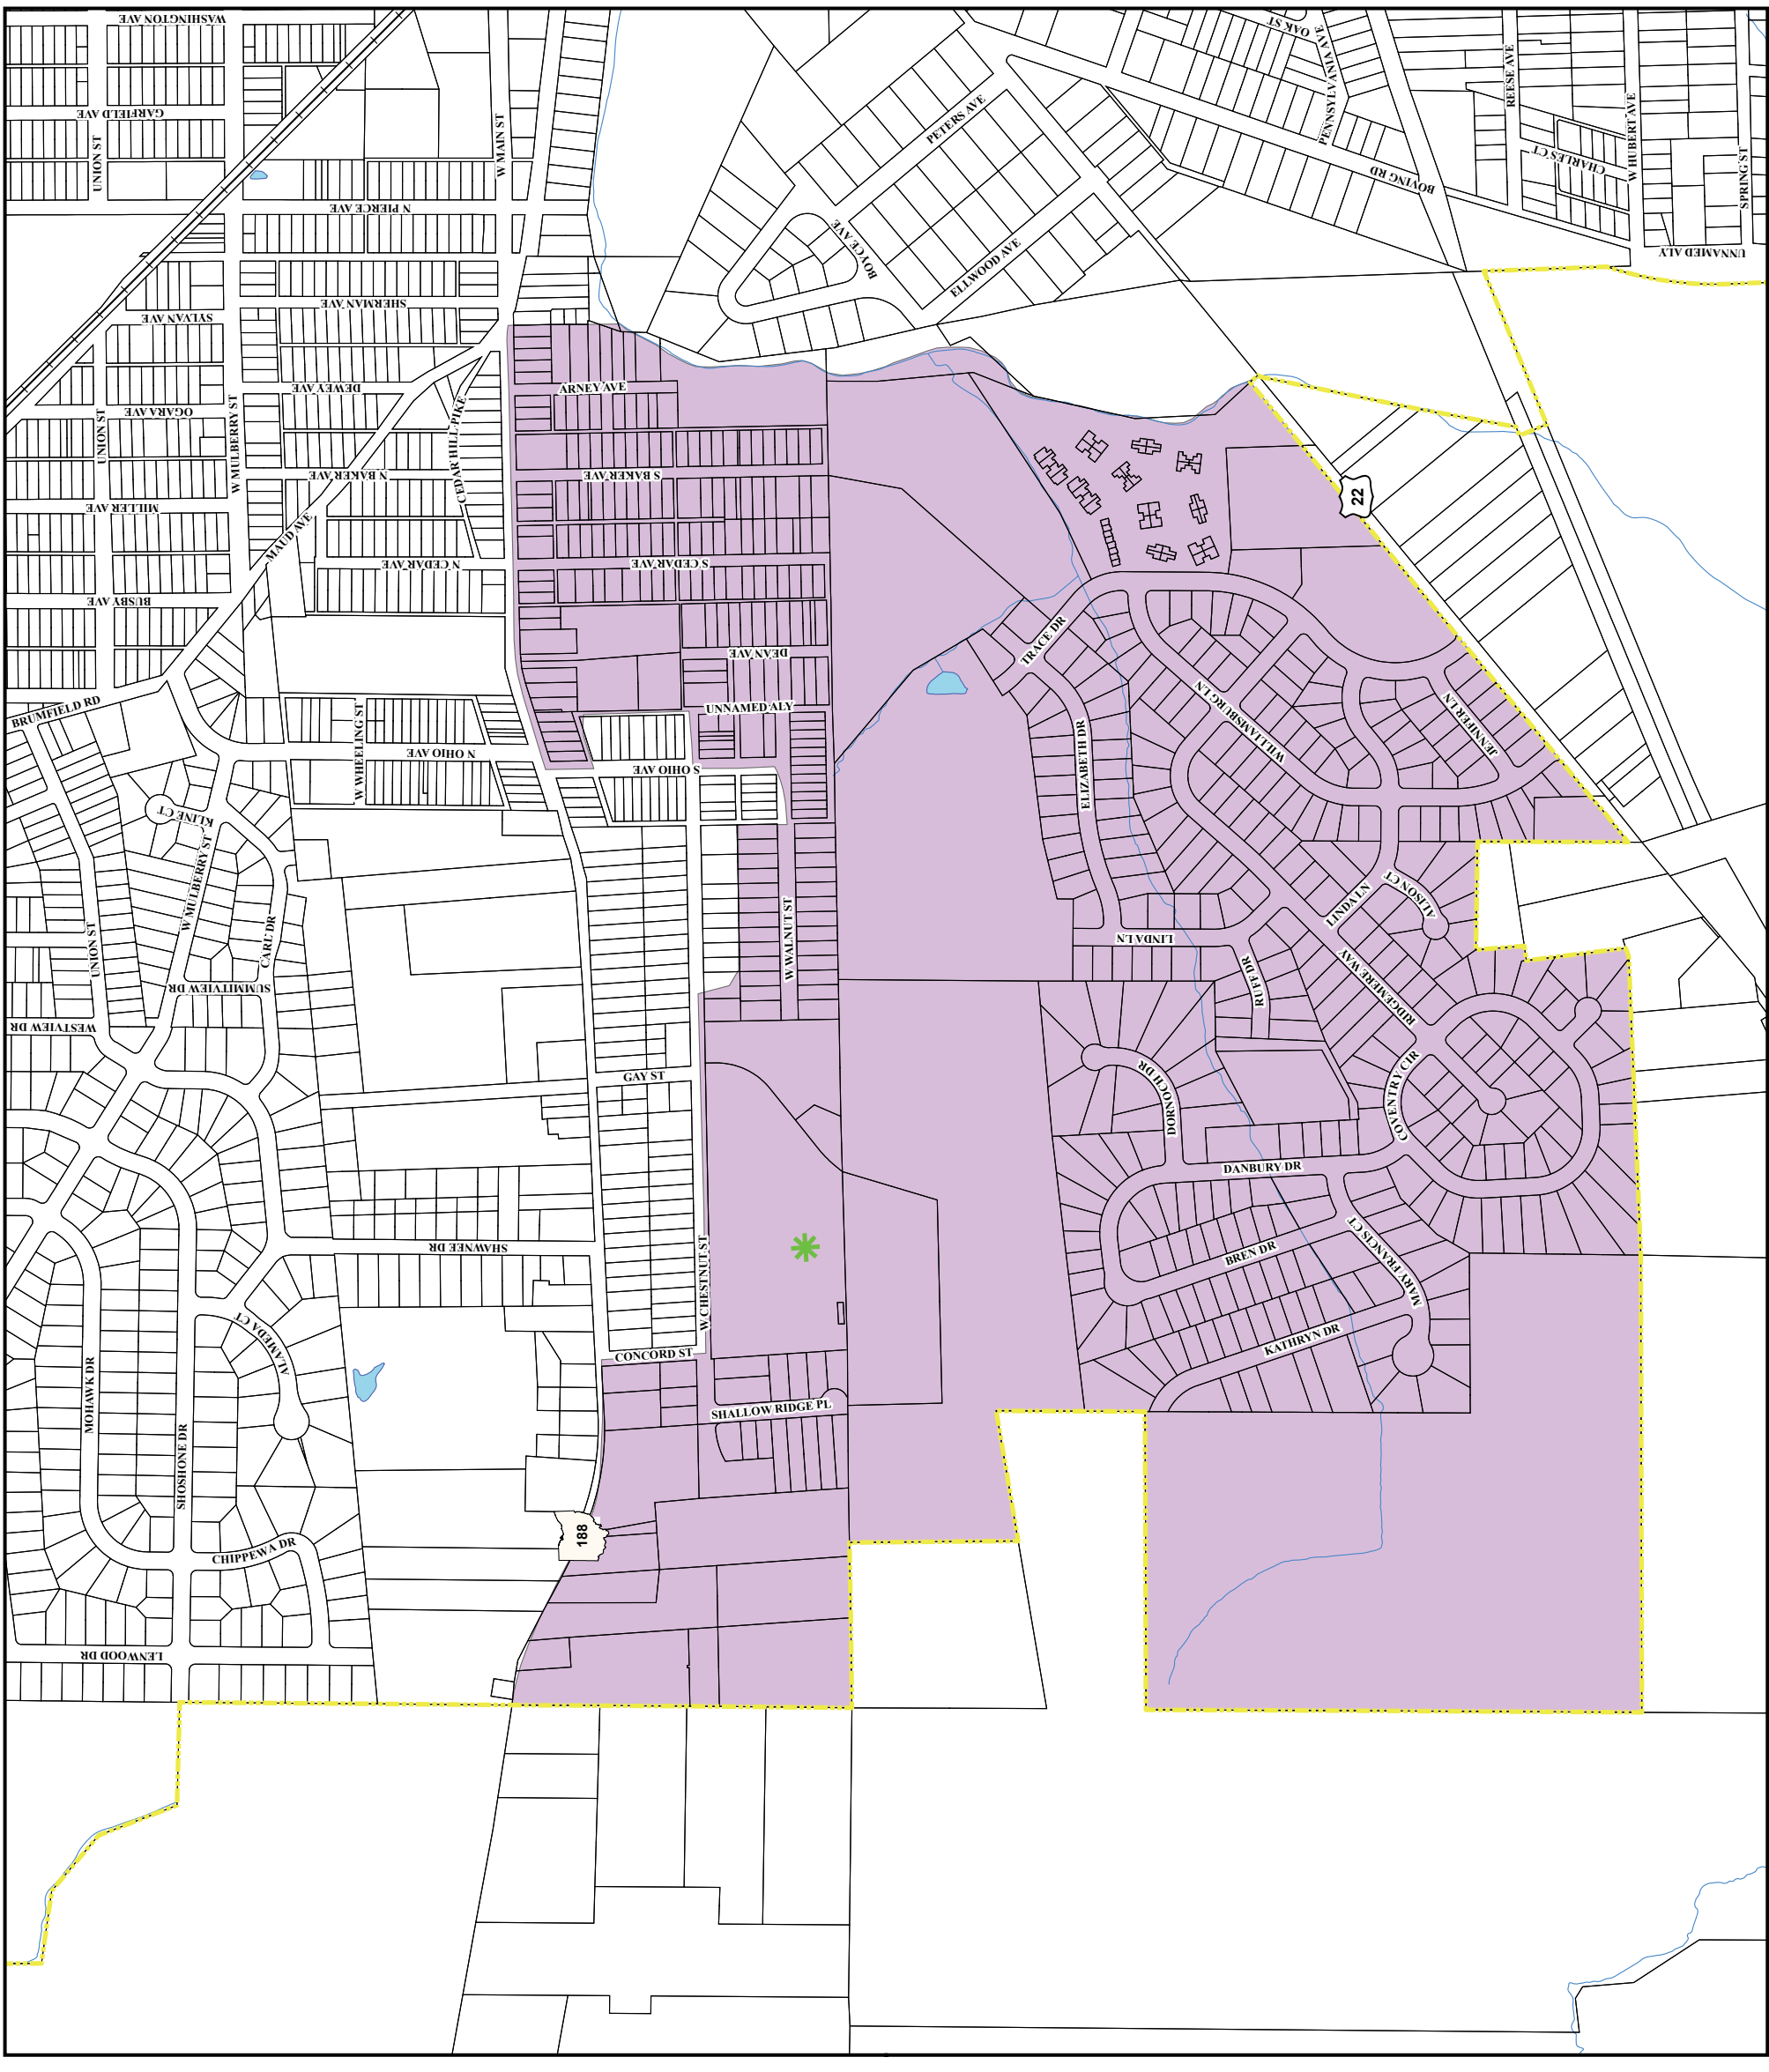 WASHINGTON AVE
OAK ST
PENNSYLVANIA AVE
REESE AVE
GARFIELD AVE
UNION ST
W MAIN ST
PETERS AVE
W HUBERT AVE
CHARLES CT
BOVING RD
SPRING ST
N PIERCE AVE
BOYCE AVE
ELLWOOD AVE
UNNAMED ALY
SHERMAN AVE
SYLVAN AVE
DEWEY AVE
ARNEY AVE
OGARA AVE
UNION ST
W MULBERRY ST
CEDAR HILL PIKE
N BAKER AVE
S BAKER AVE
22
MILLER AVE
MAUD AVE
N CEDAR AVE
S CEDAR AVE
BUSBY AVE
TRACE DR
DEAN AVE
BRUMFIELD RD
UNNAMED ALY
WILLIAMSBURG LN
JENNIFER LN
W WHEELING ST
N OHIO AVE
S OHIO AVE
ELIZABETH DR
KLINE CT
W MULBERRY ST
LINDA LN
ALISON CT
UNION ST
CARL DR
W WALNUT ST
LINDA LN
RUFF DR
RIDGEMERE WAY
SUMMITVIEW DR
WESTVIEW DR
GAY ST
DORNOCH DR
COVENTRY CIR
DANBURY DR
SHAWNEE DR
W CHESTNUT ST
BREN DR
MARY FRANCIS CT
ALAMEDA CT
KATHRYN DR
CONCORD ST
MOHAWK DR
SHOSHONE DR
SHALLOW RIDGE PL
188
CHIPPEWA DR
LENWOOD DR